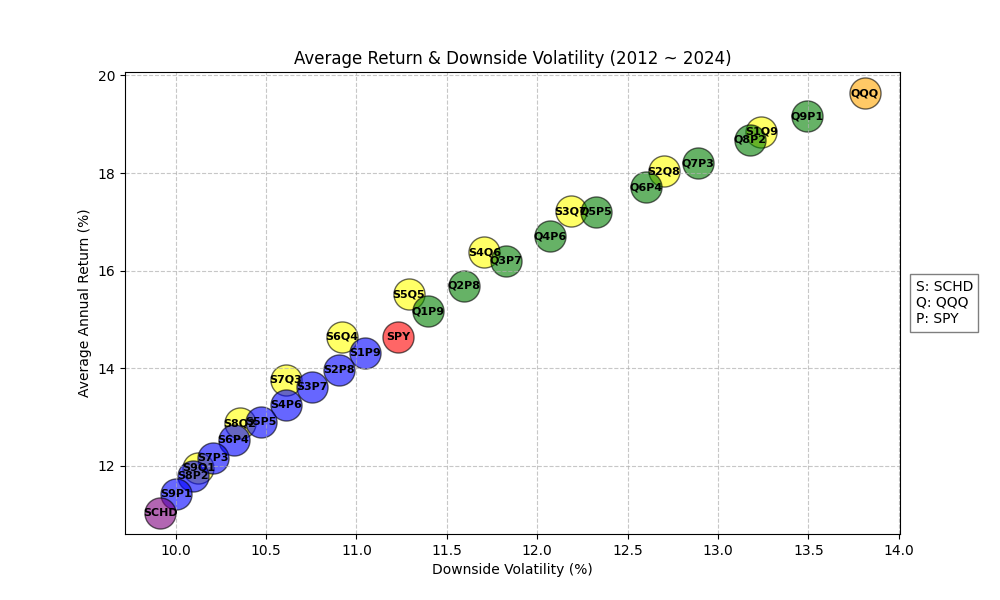 Average Return & Downside Volatility (2012 ~ 2024)
Average Annual Return (%)
20
18
16
14
12
QQQ
Q9P1
S1Q9
Q8P2
Q7P3
S2Q8
Q6P4
S3Q7
Q5P5
Q4P6
S4Q6
Q3P7
Q2P8
S5Q5
Q1P9
S6Q4
SPY
S1P9
S2P8
S7Q3
S3P7
S4P6
S8Q2
S5P5
S6P4
S7P3
S9Q1
S8P2
S9P1
SCHD
S: SCHD
Q: QQQ
P: SPY
10.0 10.5 11.0 11.5 12.0 12.5 13.0 13.5 14.0
Downside Volatility (%)